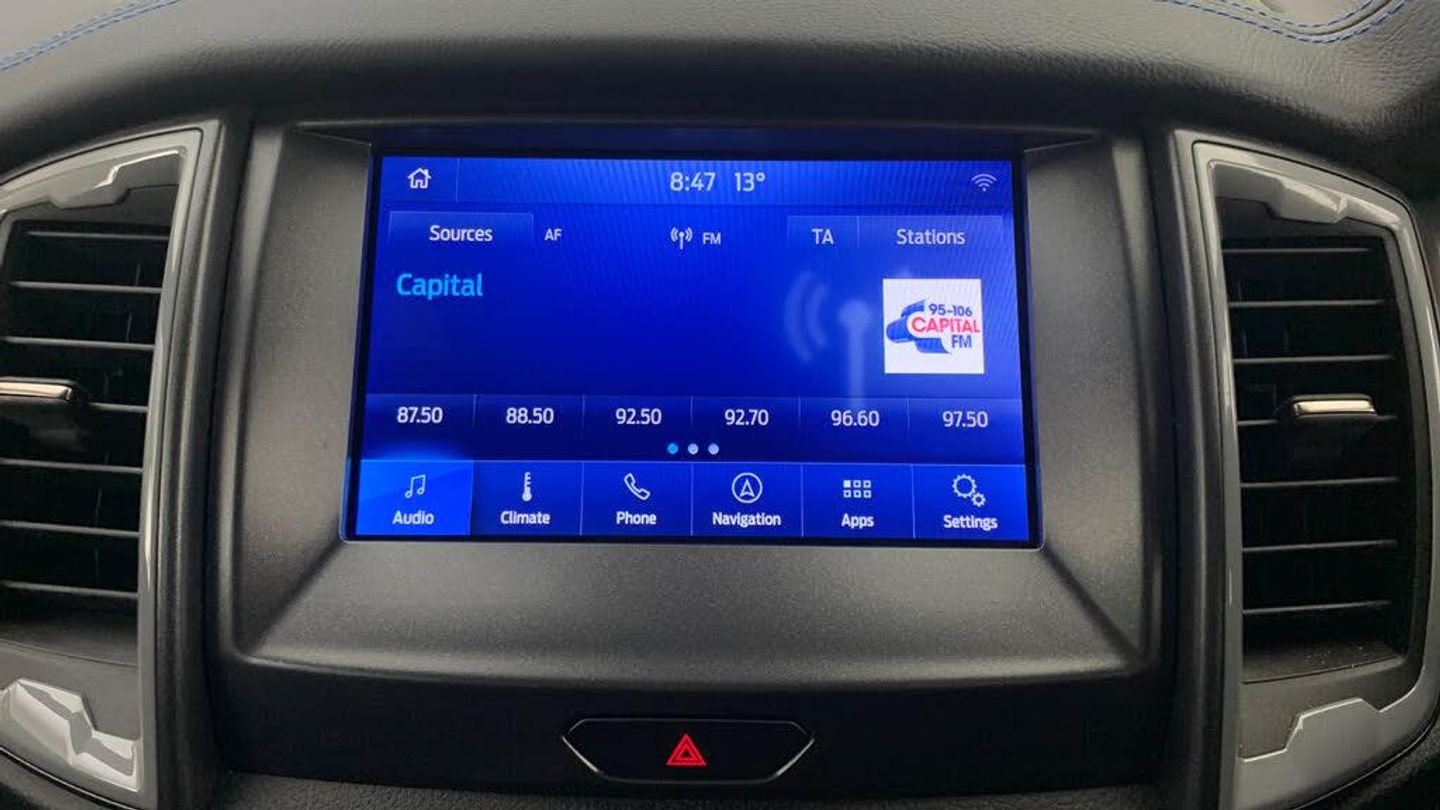 8:47 13°
Sources AF FM TA Stations
Capital
95-106
CAPITAL
FM
87.50 88.50 92.50 92.70 96.60 97.50
Audio Climate Phone Navigation Apps Settings